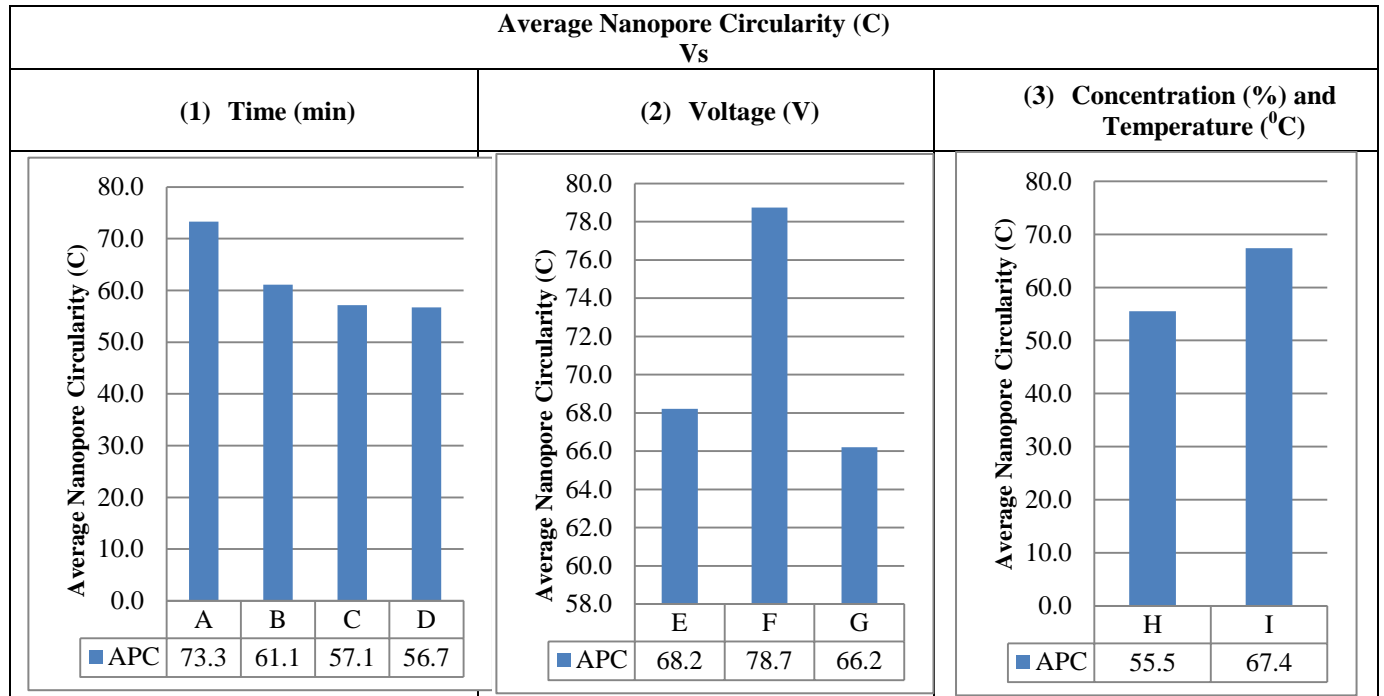 Average Nanopore Circularity (C)
Vs
(1) Time (min)
(2) Voltage (V)
(3) Concentration (%) and
Temperature (⁰C)
Average Nanopore Circularity (C)
80.0
70.0
60.0
50.0
40.0
30.0
20.0
10.0
0.0
A B C D
APC 73.3 61.1 57.1 56.7
Average Nanopore Circularity (C)
80.0
78.0
76.0
74.0
72.0
70.0
68.0
66.0
64.0
62.0
60.0
58.0
E F G
APC 68.2 78.7 66.2
Average Nanopore Circularity (C)
80.0
70.0
60.0
50.0
40.0
30.0
20.0
10.0
0.0
H I
APC 55.5 67.4